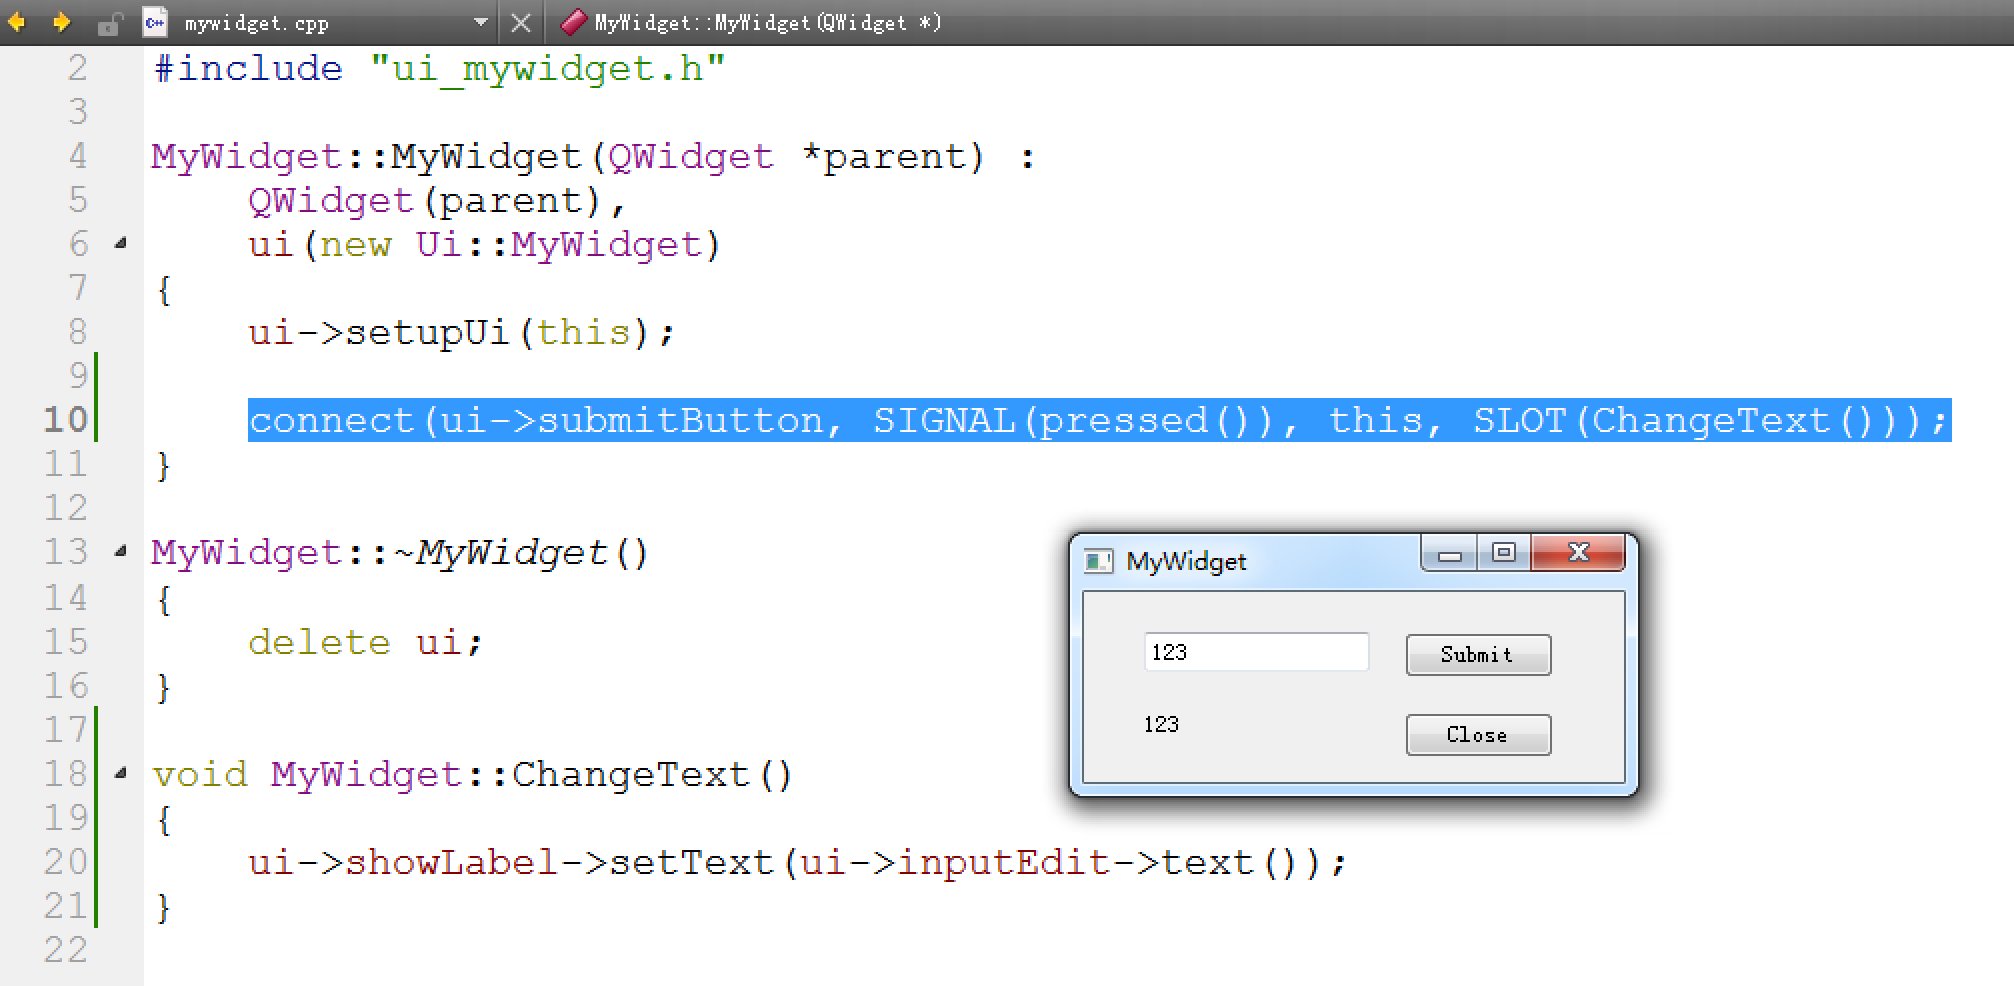 mywidget.cpp MyWidget::MyWidget(QWidget *)
2 #include "ui_mywidget.h"
3
4 MyWidget::MyWidget(QWidget *parent) :
5 QWidget(parent),
6 ui(new Ui::MyWidget)
7 {
8 ui->setupUi(this);
9
10 connect(ui->submitButton, SIGNAL(pressed()), this, SLOT(ChangeText()));
11 }
12
13 MyWidget::~MyWidget()
14 {
15 delete ui;
16 }
17
18 void MyWidget::ChangeText()
19 {
20 ui->showLabel->setText(ui->inputEdit->text());
21 }
22
MyWidget
123 Submit
123 Close